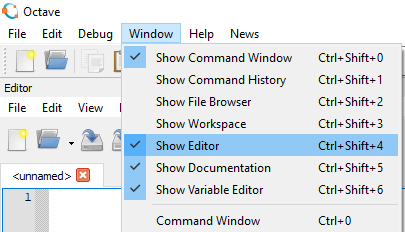 Octave
File Edit Debug Window Help News
Show Command Window Ctrl+Shift+0
Show Command History Ctrl+Shift+1
Editor
Show File Browser Ctrl+Shift+2
File Edit View
Show Workspace Ctrl+Shift+3
Show Editor Ctrl+Shift+4
<unnamed> Show Documentation Ctrl+Shift+5
1 Show Variable Editor Ctrl+Shift+6
Command Window Ctrl+0